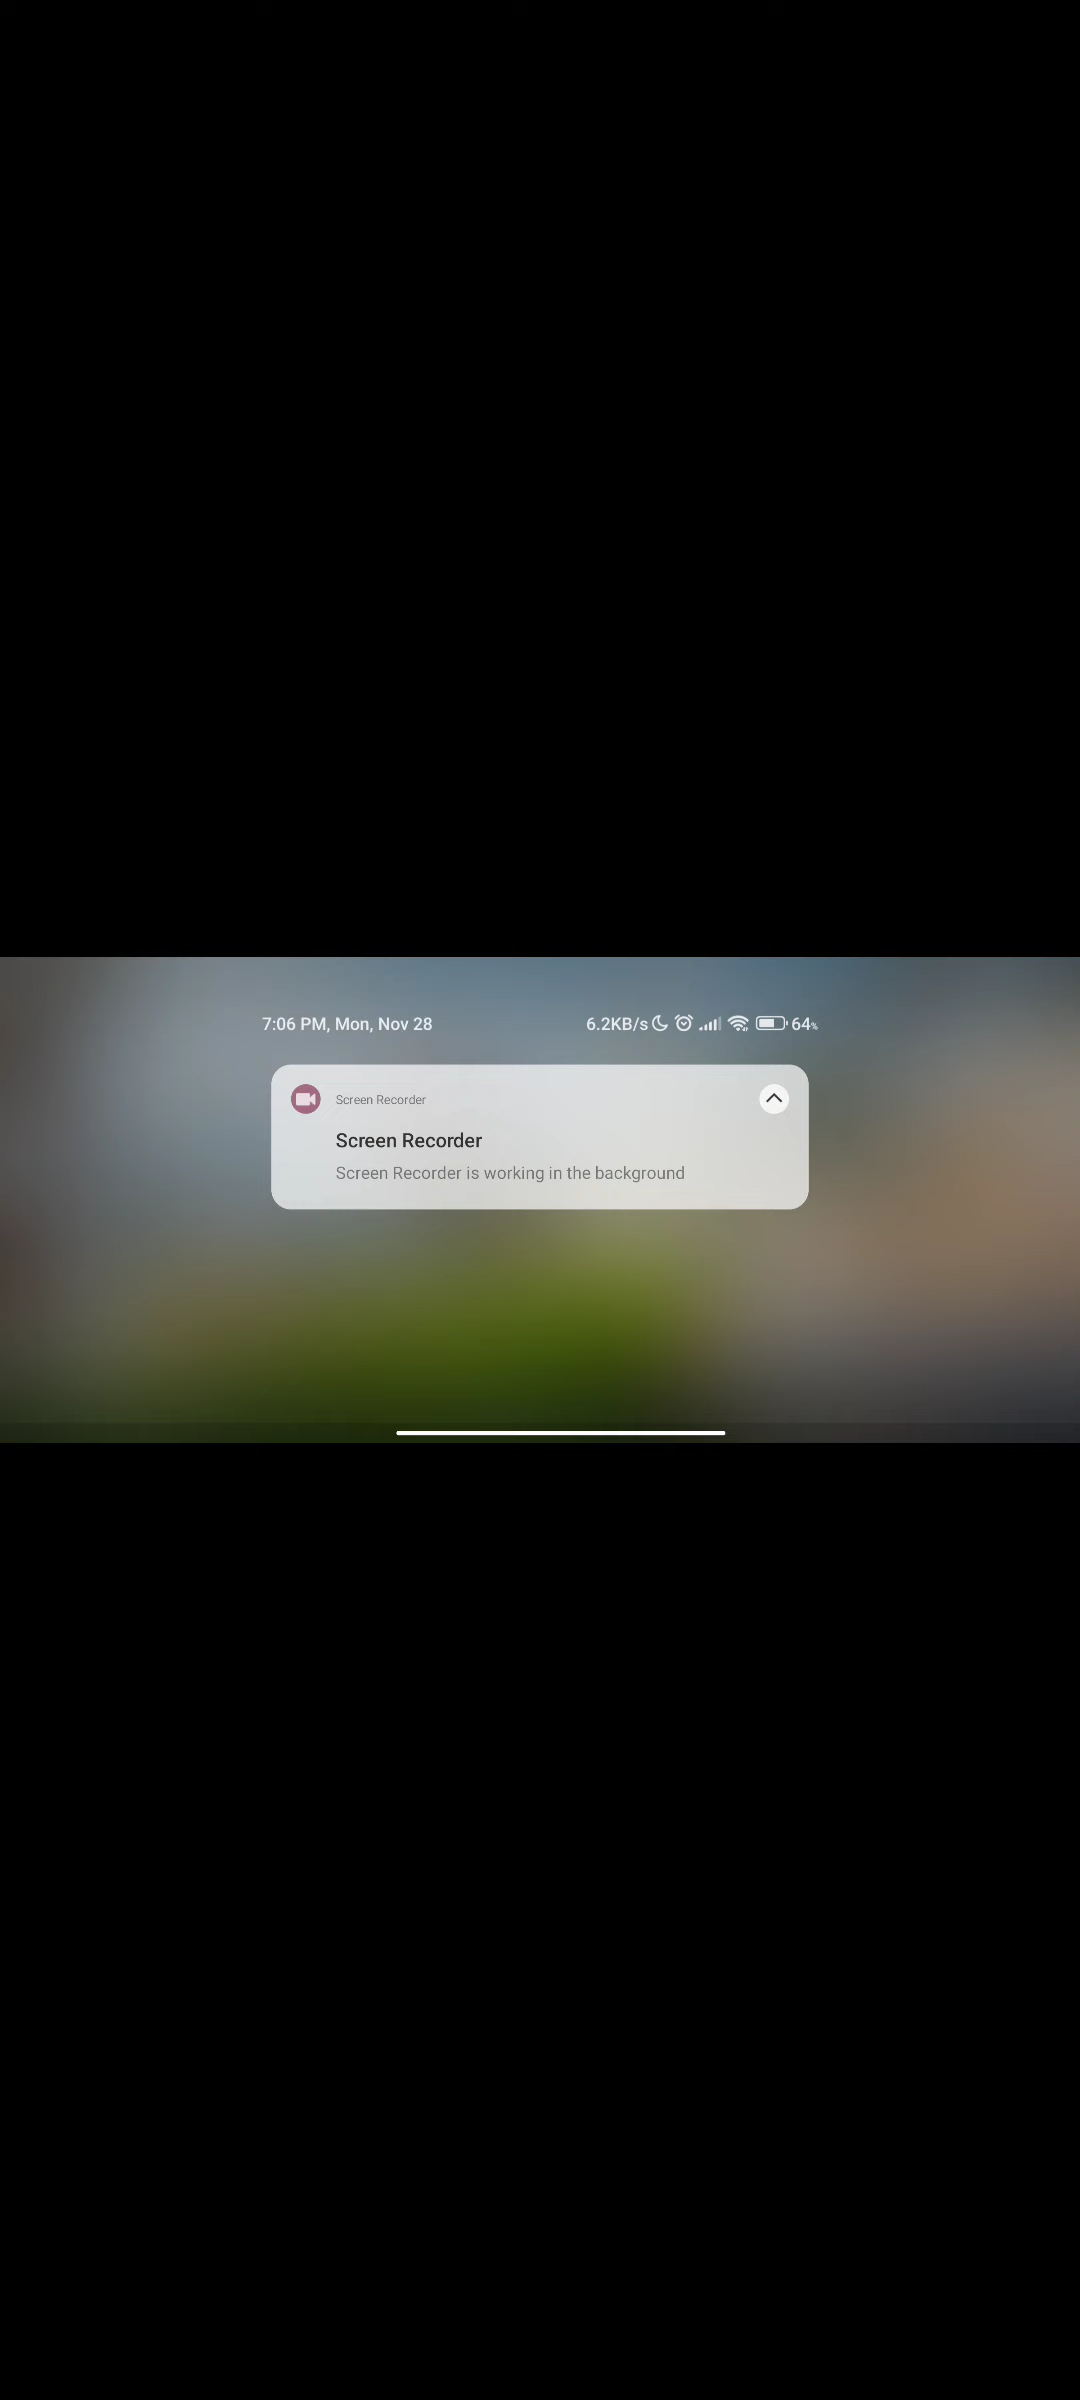 7:06 PM, Mon, Nov 28 6.2KB/s 64%
Screen Recorder
Screen Recorder
Screen Recorder is working in the background